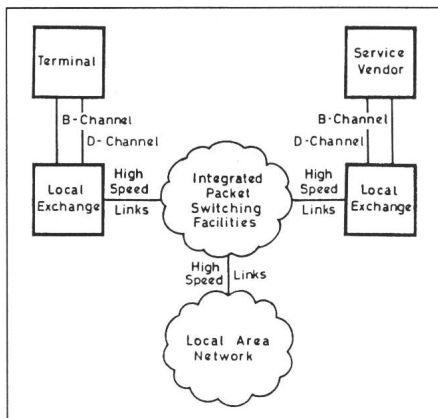 Terminal
Service
Vendor
B-Channel
D-Channel
B-Channel
D-Channel
Local
Exchange
High
Speed
Links
Integrated
Packet
Switching
Facilities
High
Speed
Links
Local
Exchange
High
Speed
Links
Local Area
Network